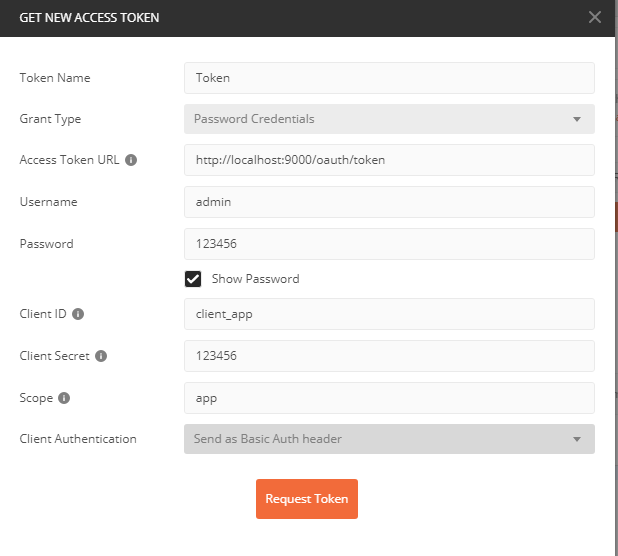 GET NEW ACCESS TOKEN
Token Name Token
Grant Type Password Credentials
Access Token URL http://localhost:9000/oauth/token
Username admin
Password 123456
Show Password
Client ID client_app
Client Secret 123456
Scope app
Client Authentication Send as Basic Auth header
Request Token